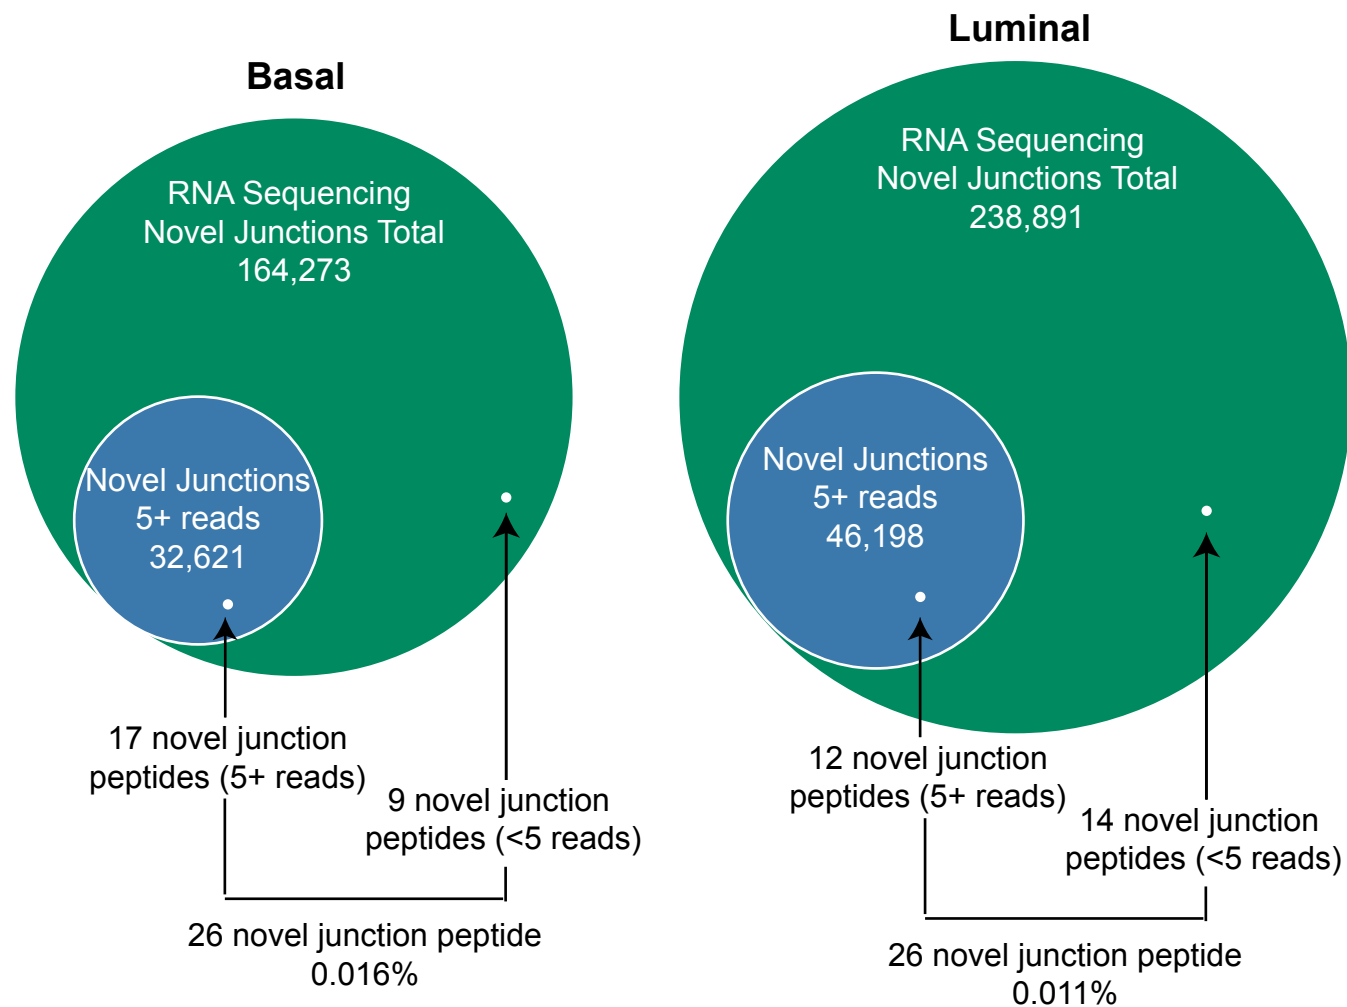 Basal
RNA Sequencing
Novel Junctions Total
164,273
Novel Junctions
5+ reads
32,621
17 novel junction
peptides (5+ reads)
9 novel junction
peptides (<5 reads)
26 novel junction peptide
0.016%
Luminal
RNA Sequencing
Novel Junctions Total
238,891
Novel Junctions
5+ reads
46,198
12 novel junction
peptides (5+ reads)
14 novel junction
peptides (<5 reads)
26 novel junction peptide
0.011%